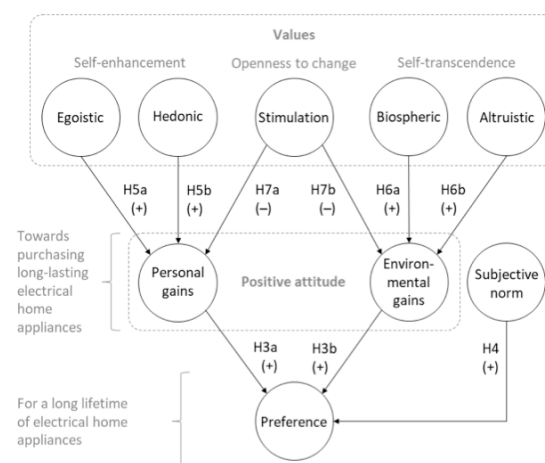 Values
Self-enhancement
Openness to change
Self-transcendence
Egoistic
Hedonic
Stimulation
Biospheric
Altruistic
H5a
(+)
H5b
(+)
H7a
(–)
H7b
(–)
H6a
(+)
H6b
(+)
Towards
purchasing
long-lasting
electrical
home
appliances
Personal
gains
Positive attitude
Environ-
mental
gains
Subjective
norm
H3a
(+)
H3b
(+)
H4
(+)
For a long lifetime
of electrical home
appliances
Preference